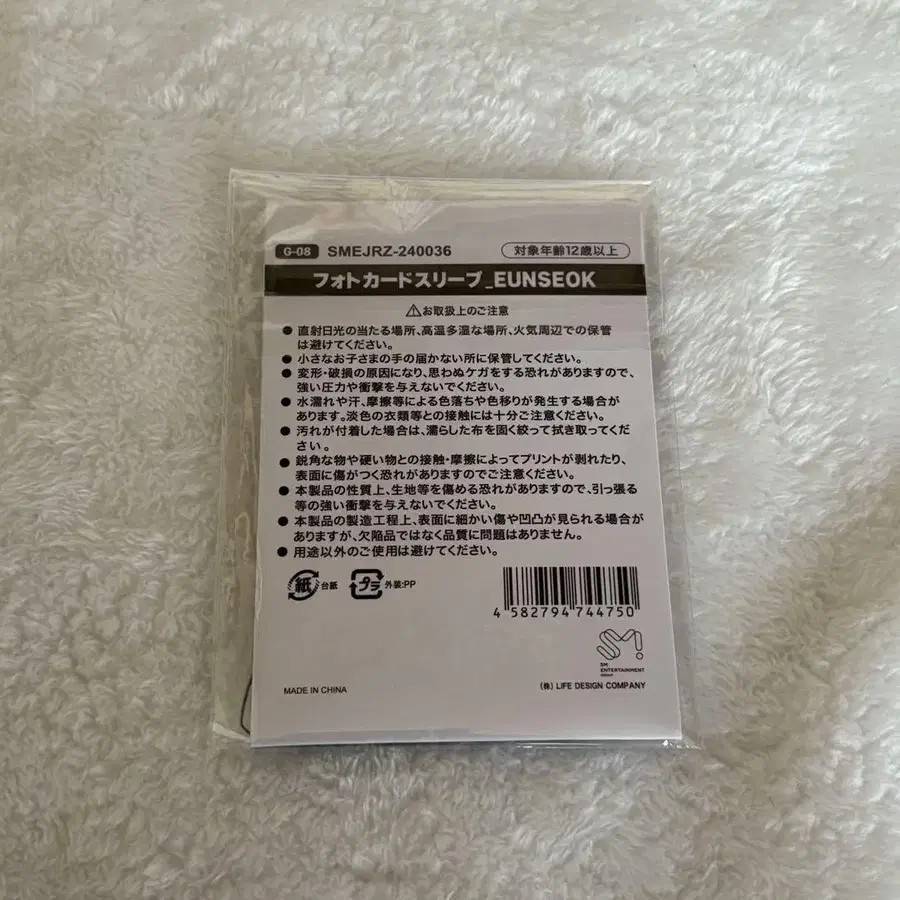 G-08 SMEJRZ-240036 対象年齢12歳以上
フォトカードスリーブ_EUNSEOK
⚠お取扱上のご注意
● 直射日光の当たる場所、高温多湿な場所、火気周辺での保管
は避けてください。
● 小さなお子さまの手の届かない所に保管してください。
● 変形・破損の原因になり、思わぬケガをする恐れがありますので、
強い圧力や衝撃を与えないでください。
● 水濡れや汗、摩擦等による色落ちや色移りが発生する場合が
あります。淡色の衣類等との接触には十分ご注意ください。
● 汚れが付着した場合は、濡らした布を固く絞って拭き取ってくだ
さい。
● 鋭角な物や硬い物との接触・摩擦によってプリントが剥れたり、
表面に傷がつく恐れがありますのでご注意ください。
● 本製品の性質上、生地等を傷める恐れがありますので、引っ張る
等の強い衝撃を与えないでください。
● 本製品の製造工程上、表面に細かい傷や凹凸が見られる場合が
ありますが、欠陥品ではなく品質に問題はありません。
● 用途以外のご使用は避けてください。
紙 台紙 プラ 外装:PP
4 582794 744750
SM!
SM
ENTERTAINMENT
MADE IN CHINA
(株) LIFE DESIGN COMPANY